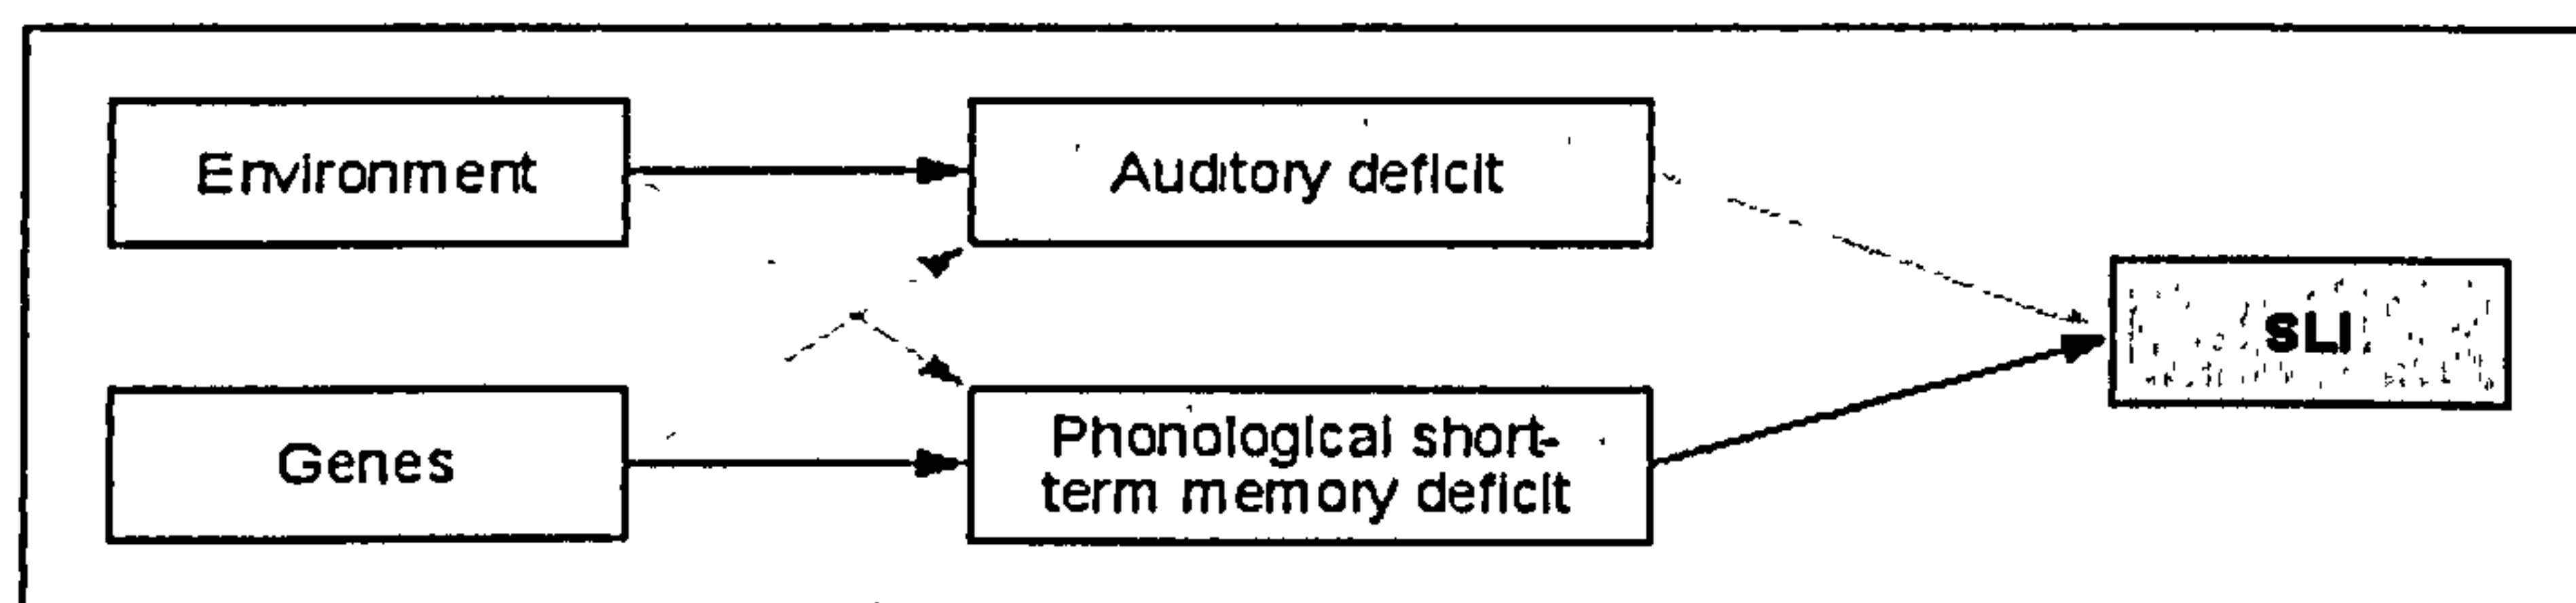 Environment
Auditory deficit
SLI
Genes
Phonological short-
term memory deficit